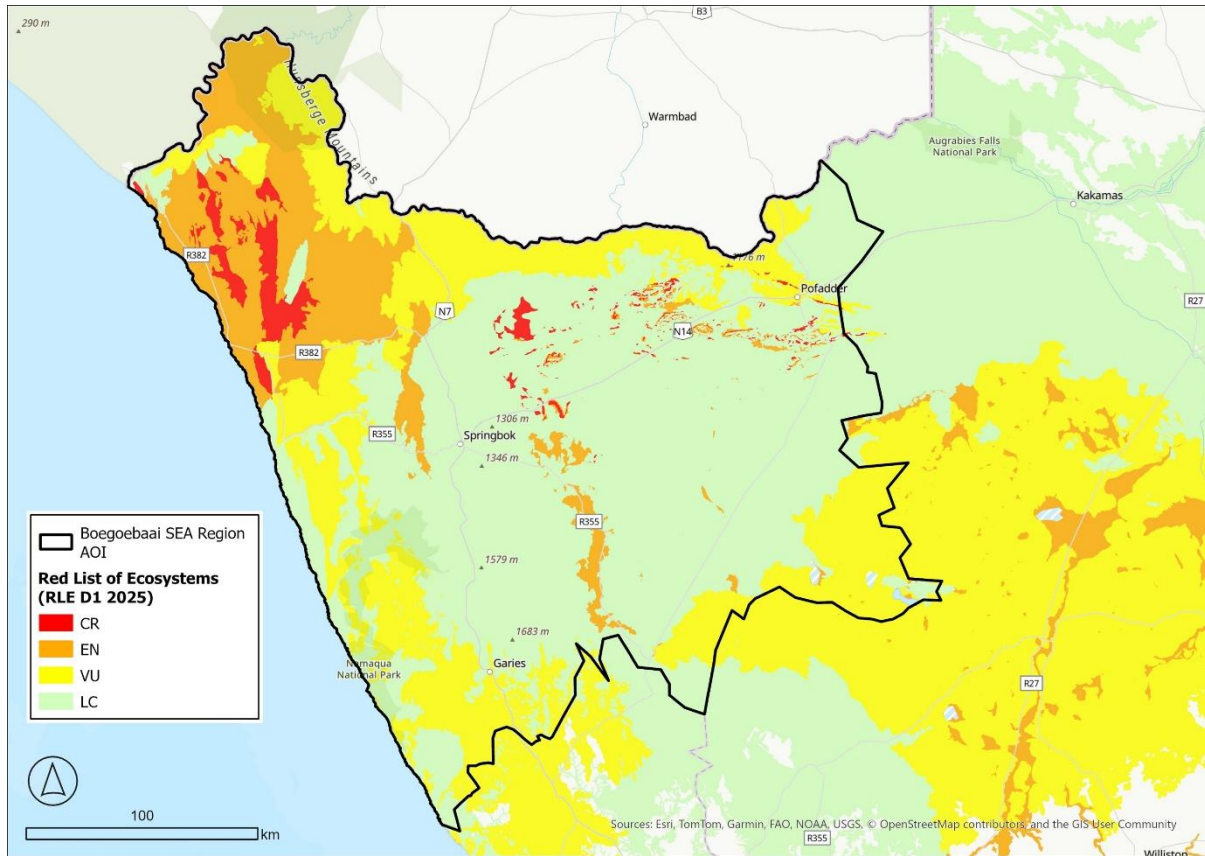 290 m
B3
Hunsberge Mountains
Warmbad
Augrabies Falls
National Park
Kakamas
R382
1176 m
Pofadder
R27
N7
N14
R382
1306 m
R355
Springbok
1346 m
R355
1579 m
1683 m
Garies
Namaqua
National Park
R27
Boegoebaai SEA Region
AOI
Red List of Ecosystems
(RLE D1 2025)
CR
EN
VU
LC
100
km
Sources: Esri, TomTom, Garmin, FAO, NOAA, USGS, © OpenStreetMap contributors, and the GIS User Community
R355
Williston